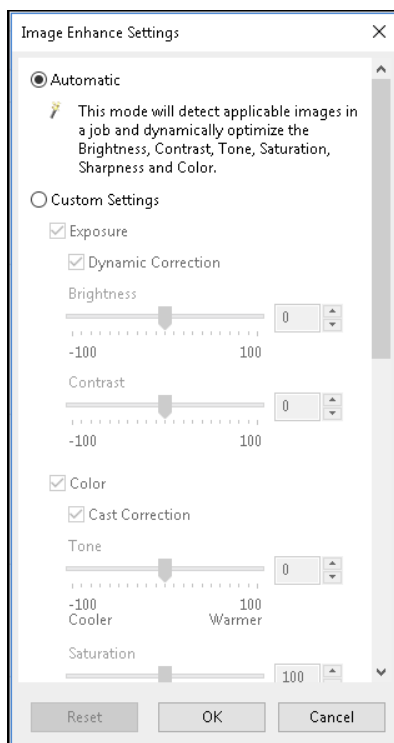 Image Enhance Settings
Automatic
This mode will detect applicable images in
a job and dynamically optimize the
Brightness, Contrast, Tone, Saturation,
Sharpness and Color.
Custom Settings
Exposure
Dynamic Correction
Brightness
0
-100 100
Contrast
0
-100 100
Color
Cast Correction
Tone
0
-100 100
Cooler Warmer
Saturation
100
Reset OK Cancel